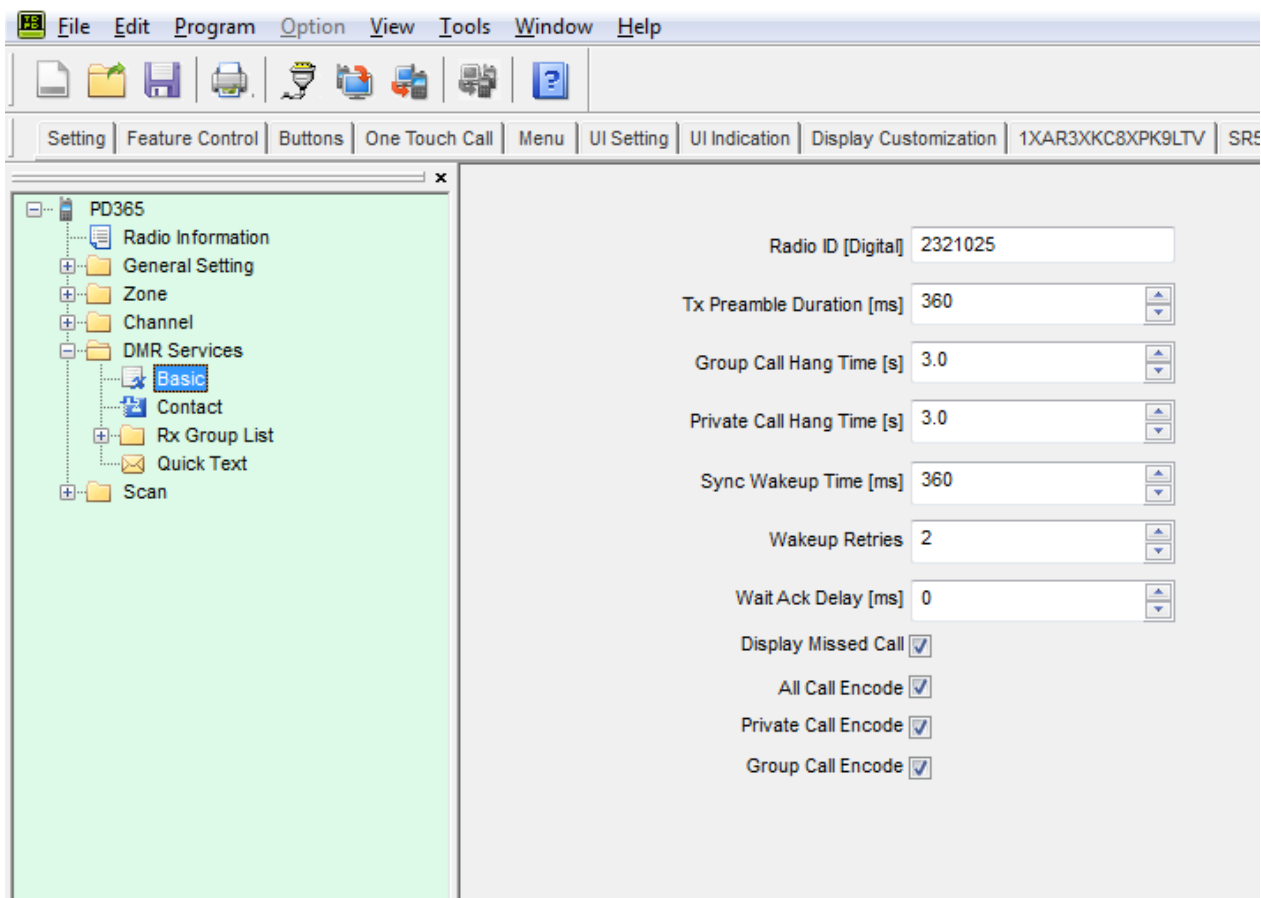 File Edit Program Option View Tools Window Help
Setting Feature Control Buttons One Touch Call Menu UI Setting UI Indication Display Customization 1XAR3XKC8XPK9LTV SR5
x
PD365
Radio Information
General Setting
Zone
Channel
DMR Services
Basic
Contact
Rx Group List
Quick Text
Scan
Radio ID [Digital] 2321025
Tx Preamble Duration [ms] 360
Group Call Hang Time [s] 3.0
Private Call Hang Time [s] 3.0
Sync Wakeup Time [ms] 360
Wakeup Retries 2
Wait Ack Delay [ms] 0
Display Missed Call
All Call Encode
Private Call Encode
Group Call Encode